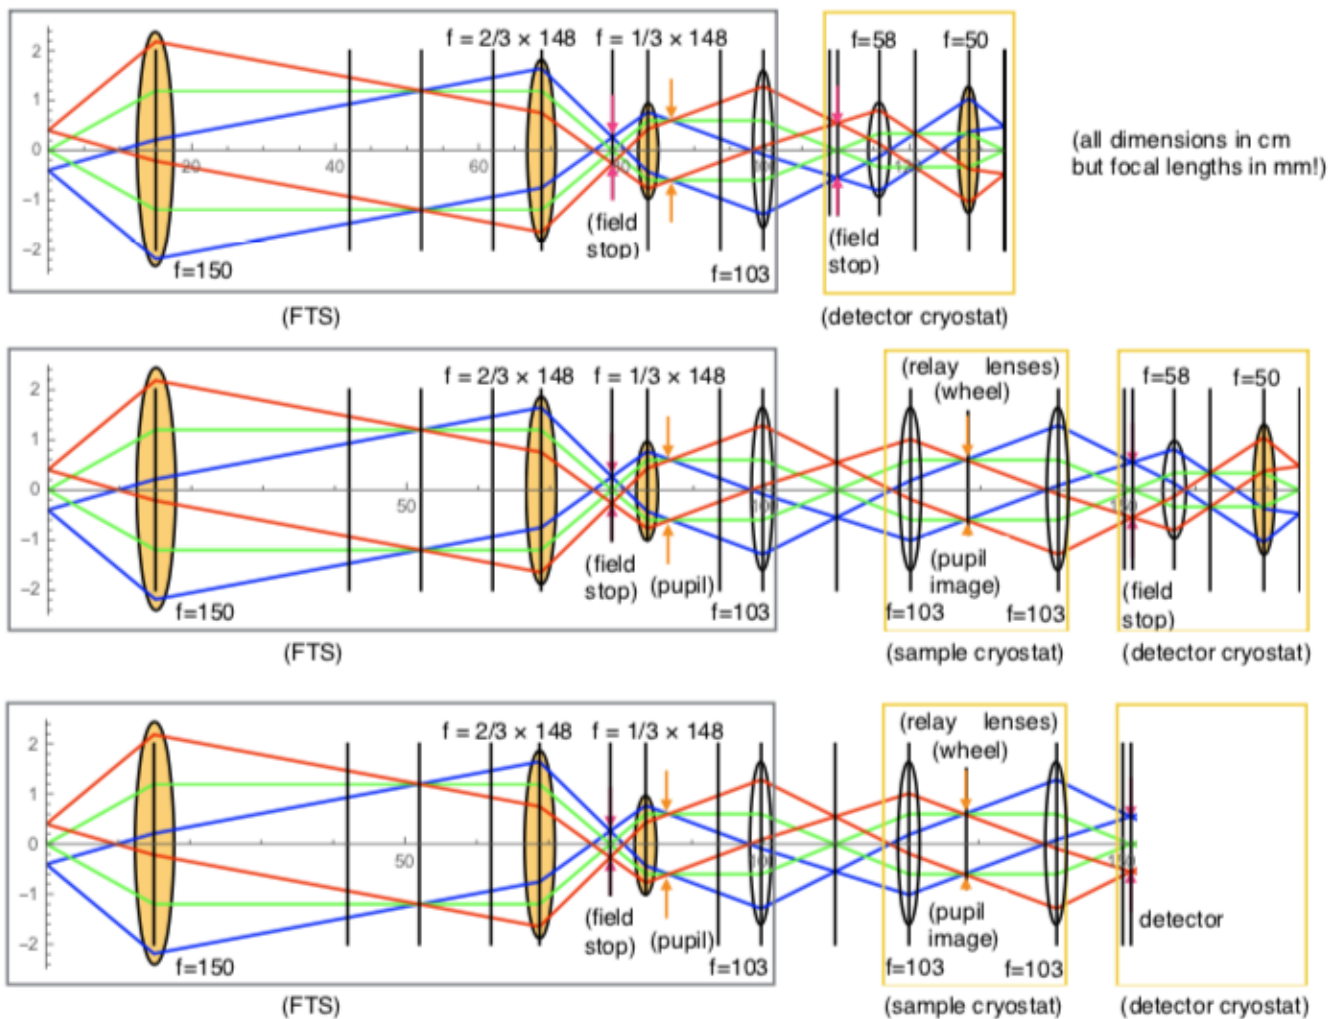 f = 2/3 × 148 f = 1/3 × 148
f=58 f=50
2
1
0
−1
−2
20 40 60
(all dimensions in cm
but focal lengths in mm!)
(field
stop)
(field
stop)
f=150
f=103
(FTS)
(detector cryostat)
f = 2/3 × 148 f = 1/3 × 148
(relay lenses)
(wheel)
f=58 f=50
2
1
0
−1
−2
50 100 150
(field
stop)
(pupil)
(pupil
image)
(field
stop)
f=150
f=103
f=103 f=103
(FTS)
(sample cryostat)
(detector cryostat)
f = 2/3 × 148 f = 1/3 × 148
(relay lenses)
(wheel)
2
1
0
−1
−2
50 100 150
(field
stop)
(pupil)
(pupil
image)
detector
f=150
f=103
f=103 f=103
(FTS)
(sample cryostat)
(detector cryostat)